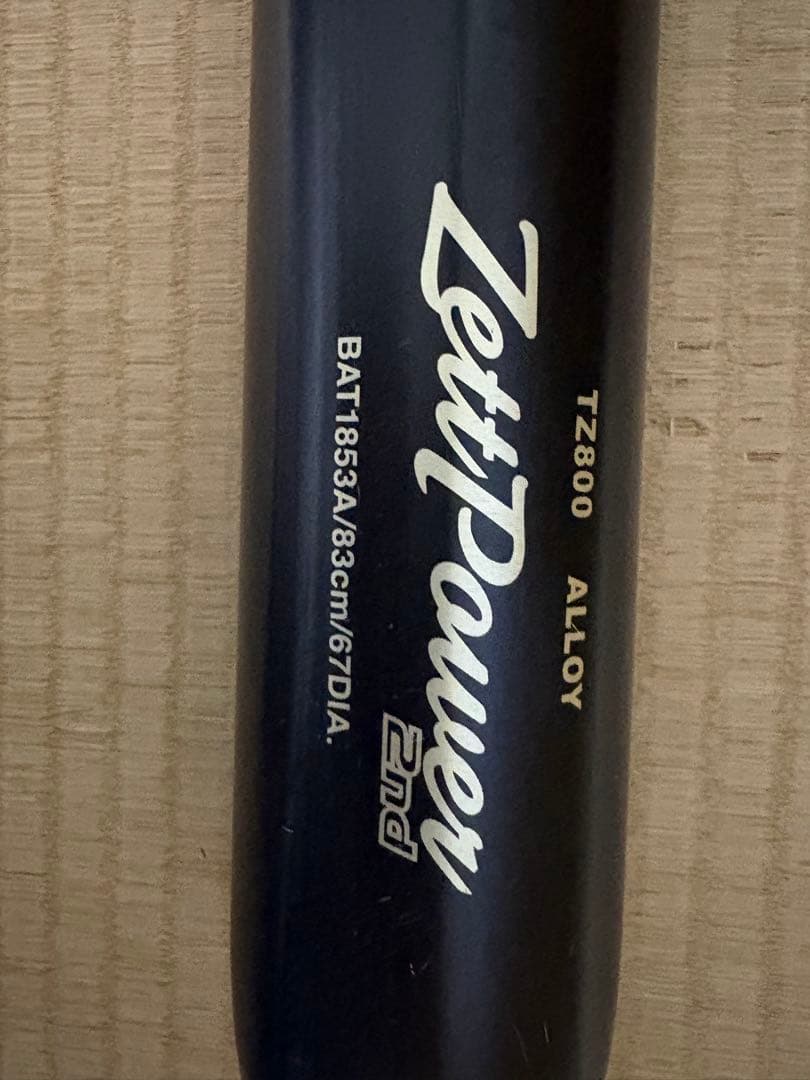 TZ800 ALLOY
ZettPower
2nd
BAT1853A/83cm/67DIA.